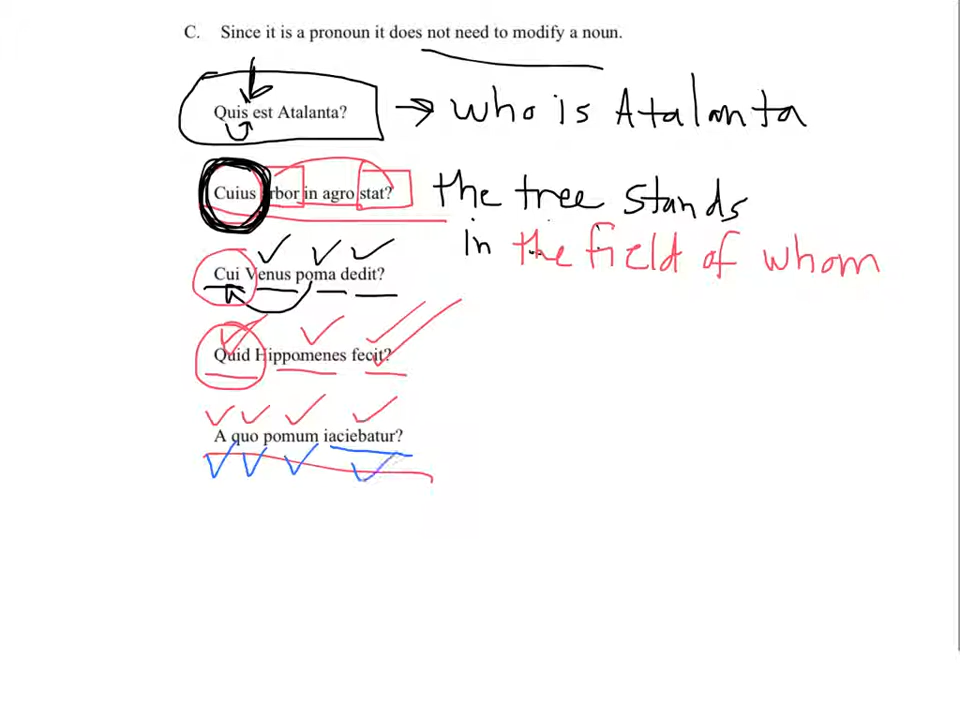 C. Since it is a pronoun it does not need to modify a noun.
Quis est Atalanta? → who is Atalanta
Cuius arbor in agro stat? the tree stands
in the field of whom
Cui Venus poma dedit?
Quid Hippomenes fecit?
A quo pomum iaciebatur?